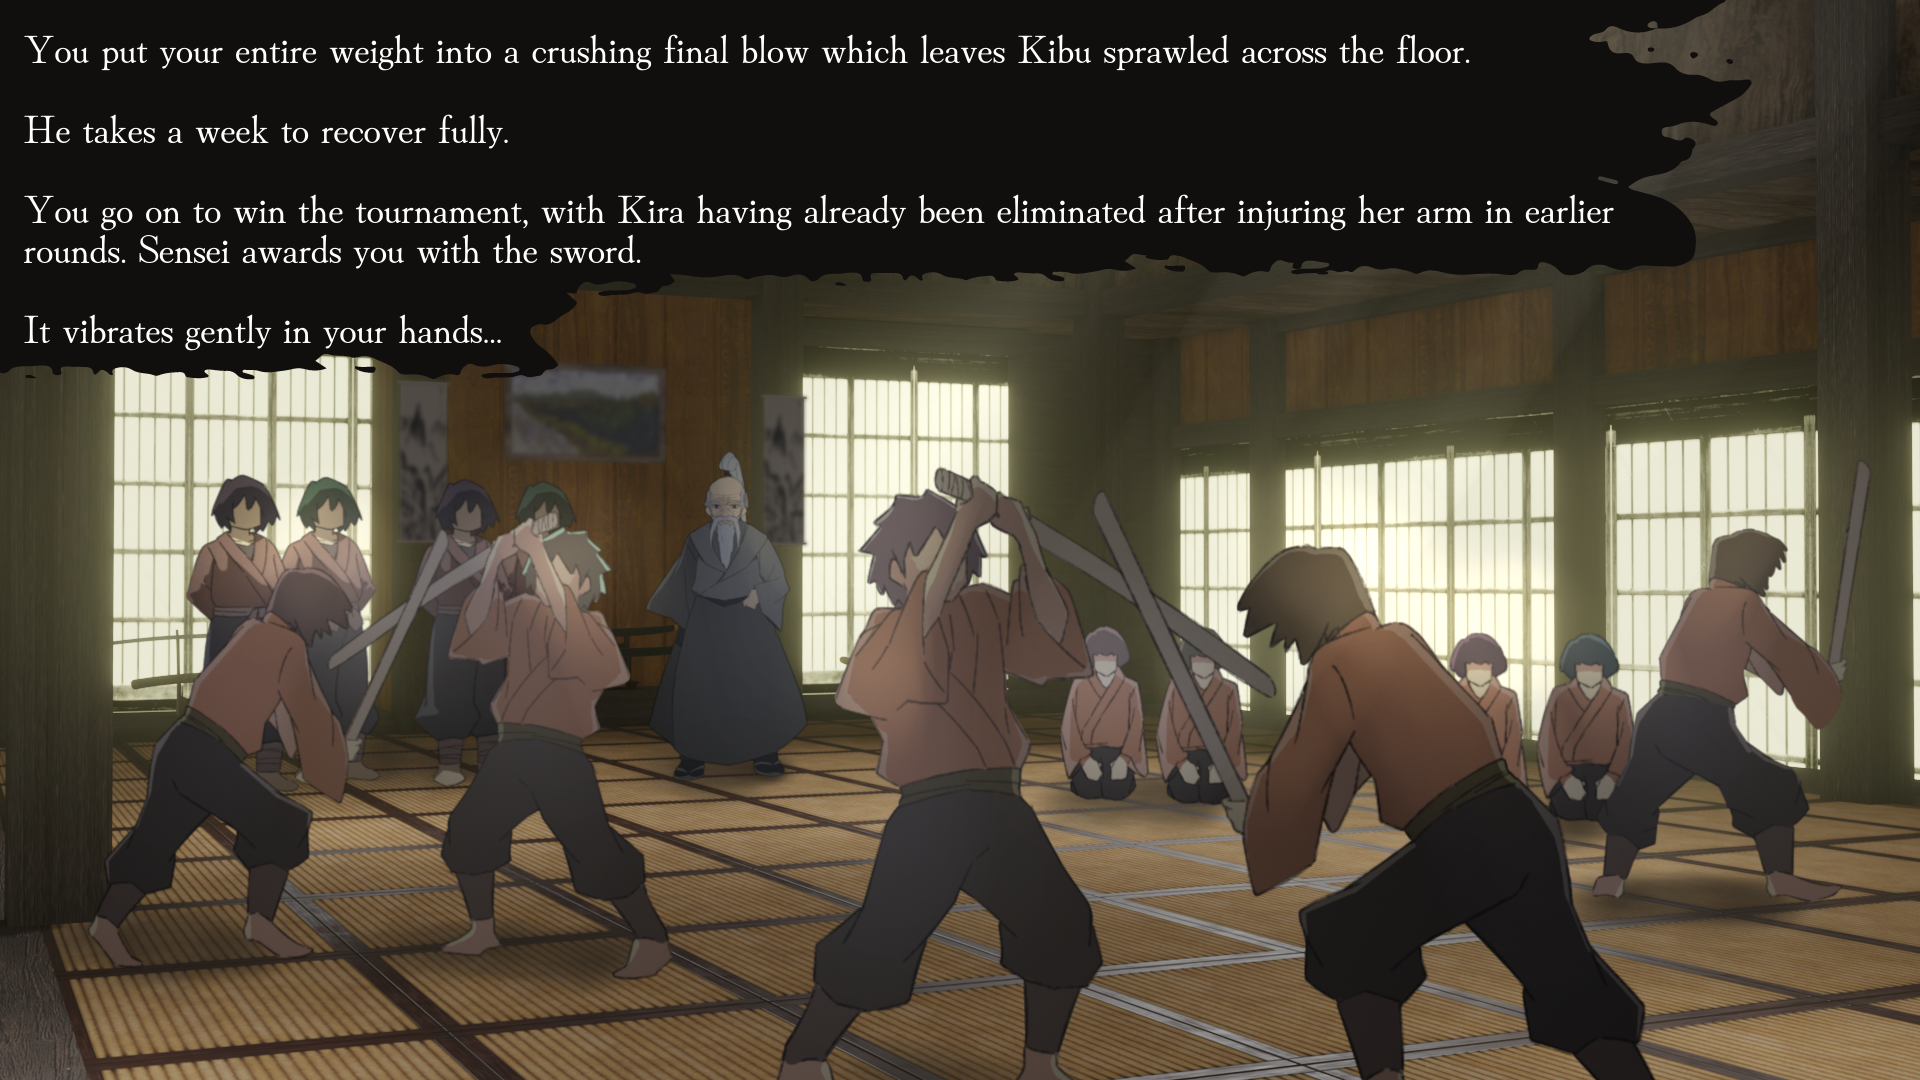 You put your entire weight into a crushing final blow which leaves Kibu sprawled across the floor.
He takes a week to recover fully.
You go on to win the tournament, with Kira having already been eliminated after injuring her arm in earlier
rounds. Sensei awards you with the sword.
It vibrates gently in your hands...